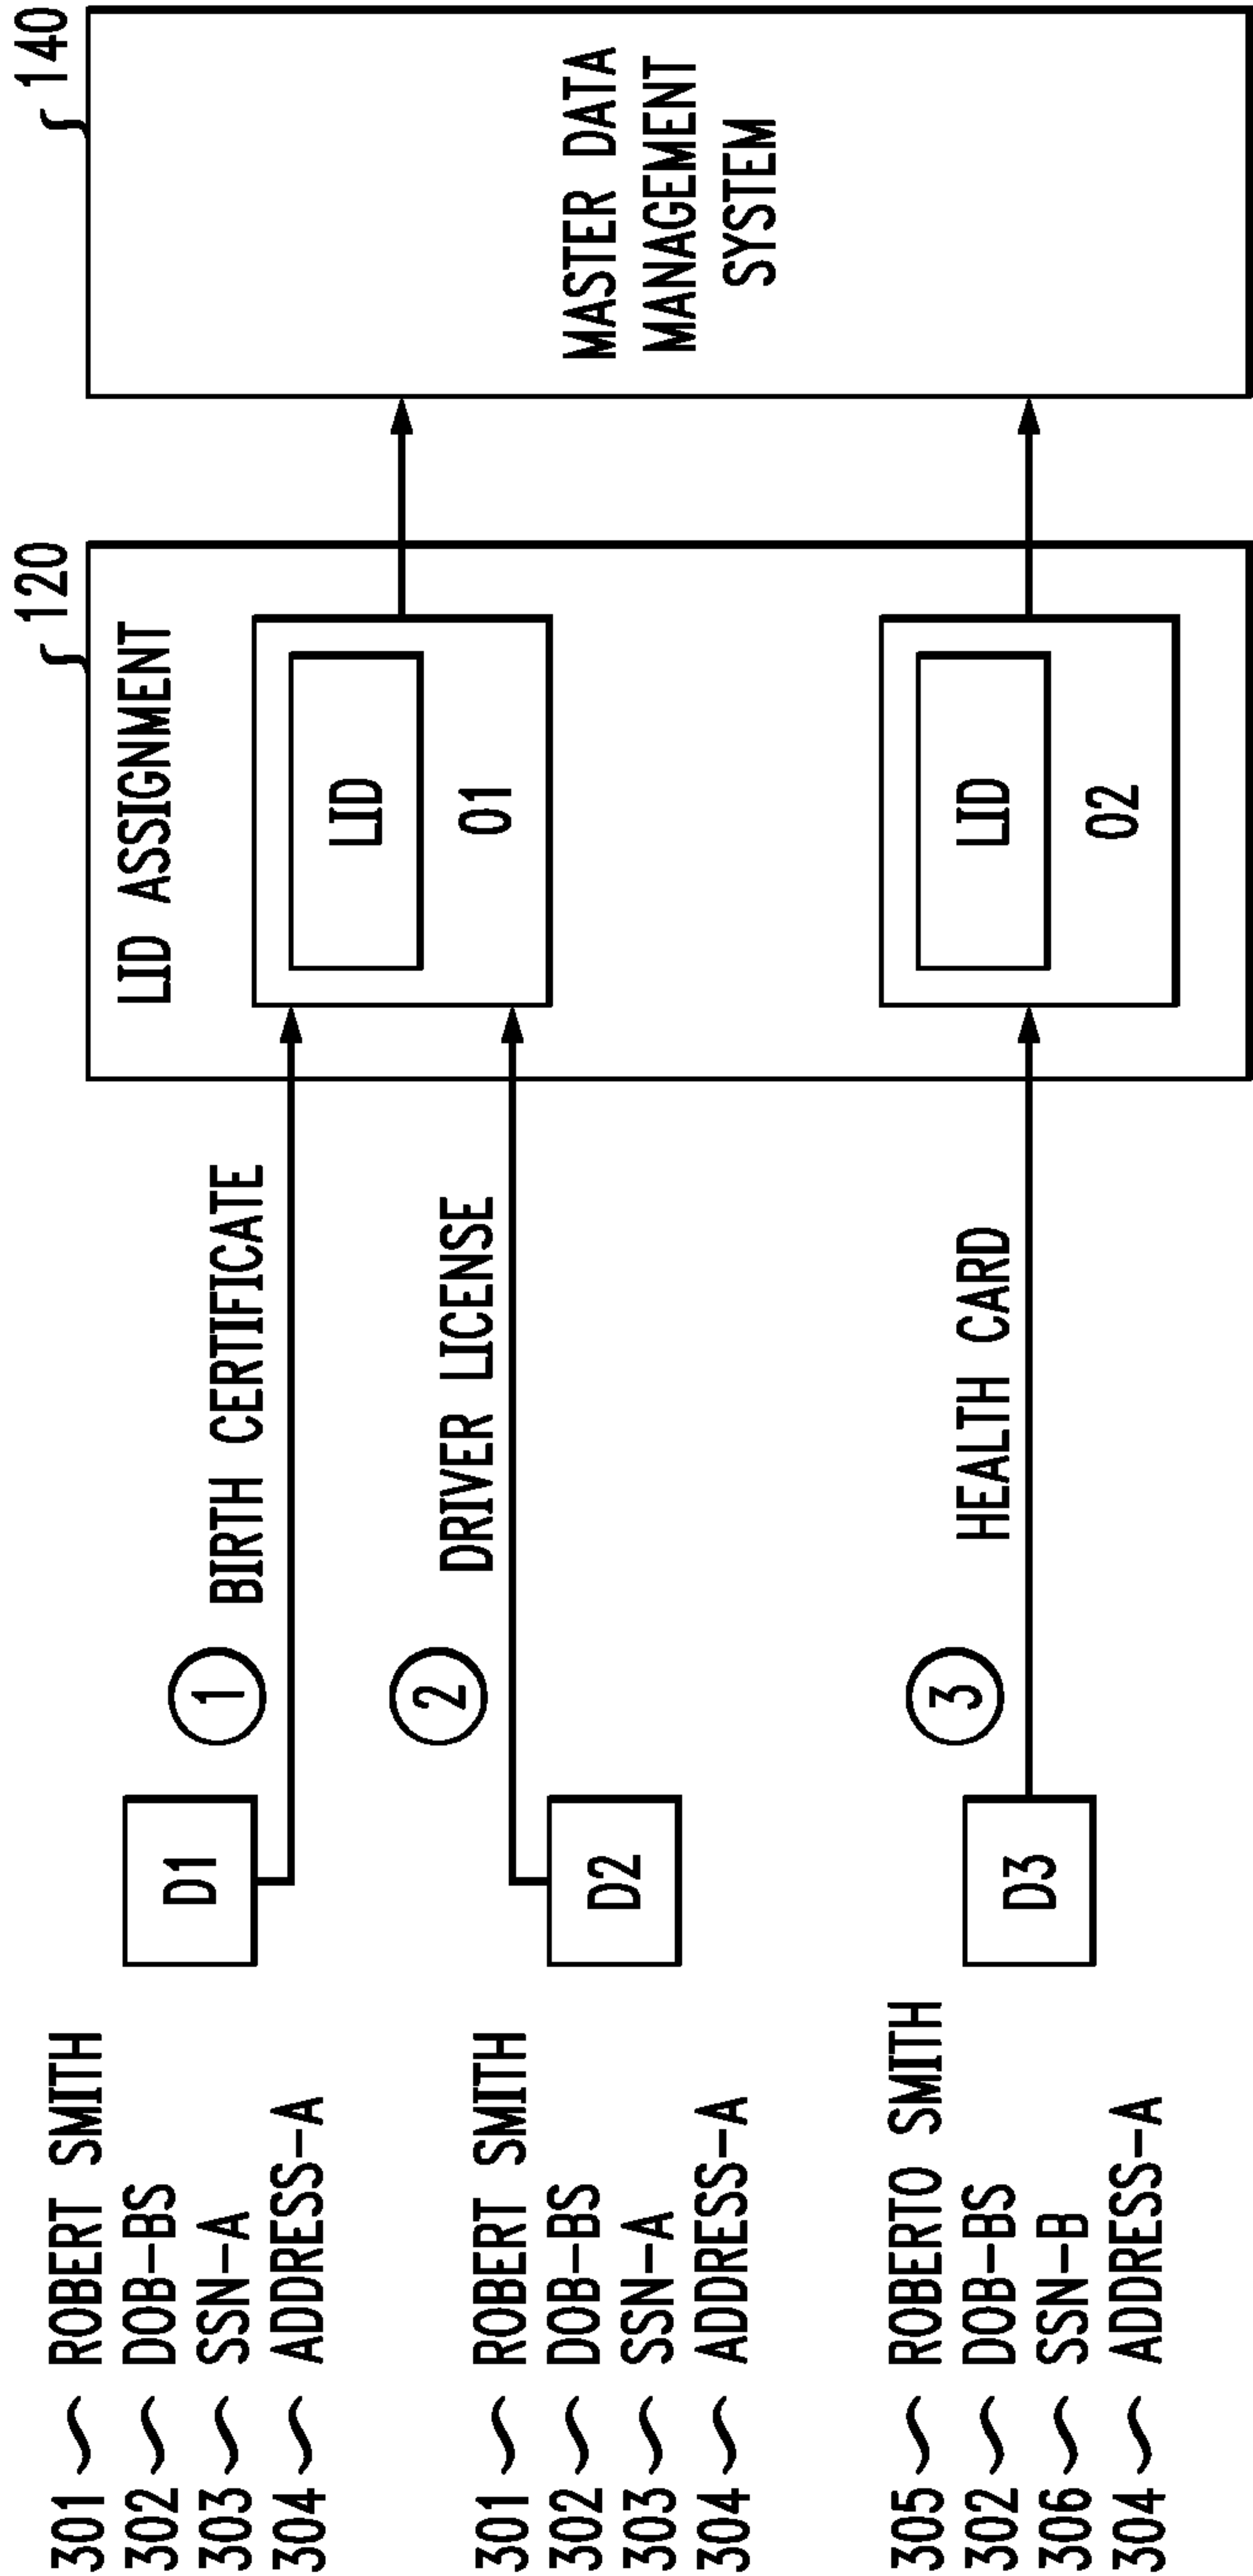 301 ROBERT SMITH
302 DOB-BS
303 SSN-A
304 ADDRESS-A
D1
1
BIRTH CERTIFICATE
301 ROBERT SMITH
302 DOB-BS
303 SSN-A
304 ADDRESS-A
D2
2
DRIVER LICENSE
305 ROBERTO SMITH
302 DOB-BS
306 SSN-B
304 ADDRESS-A
D3
3
HEALTH CARD
120
LID ASSIGNMENT
LID
O1
LID
O2
140
MASTER DATA
MANAGEMENT
SYSTEM